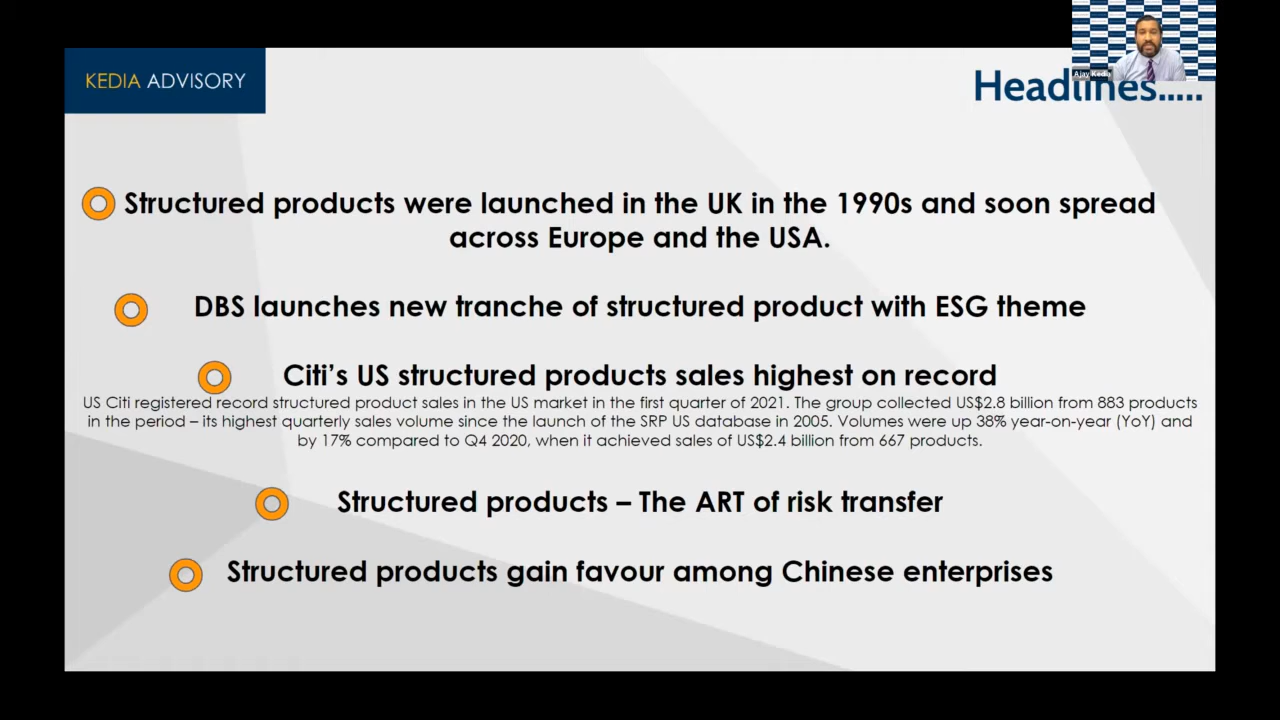 KEDIA ADVISORY
Ajay Kedia
Headlines.....
Structured products were launched in the UK in the 1990s and soon spread
across Europe and the USA.
DBS launches new tranche of structured product with ESG theme
Citi’s US structured products sales highest on record
US Citi registered record structured product sales in the US market in the first quarter of 2021. The group collected US$2.8 billion from 883 products
in the period – its highest quarterly sales volume since the launch of the SRP US database in 2005. Volumes were up 38% year-on-year (YoY) and
by 17% compared to Q4 2020, when it achieved sales of US$2.4 billion from 667 products.
Structured products – The ART of risk transfer
Structured products gain favour among Chinese enterprises